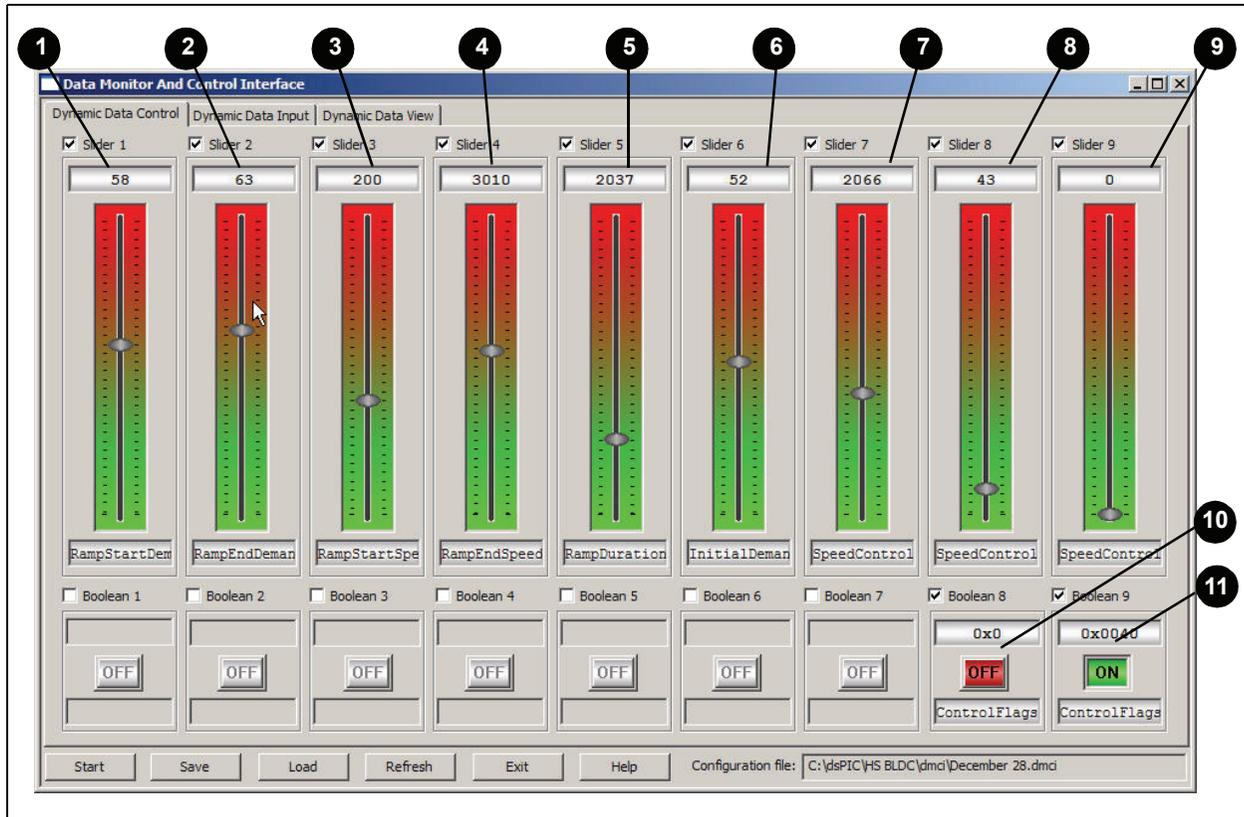 1 2 3 4 5 6 7 8 9
Data Monitor And Control Interface
Dynamic Data Control Dynamic Data Input Dynamic Data View
Slider 1 Slider 2 Slider 3 Slider 4 Slider 5 Slider 6 Slider 7 Slider 8 Slider 9
58 63 200 3010 2037 52 2066 43 0
10
RampStartDem RampEndDeman RampStartSpe RampEndSpeed RampDuration InitialDeman SpeedControl SpeedControl SpeedControl
11
Boolean 1 Boolean 2 Boolean 3 Boolean 4 Boolean 5 Boolean 6 Boolean 7 Boolean 8 Boolean 9
0x0 0x0040
OFF OFF OFF OFF OFF OFF OFF OFF ON
ControlFlags ControlFlags
Start Save Load Refresh Exit Help Configuration file: C:\dsPIC\HS BLDC\dmci\December 28.dmci